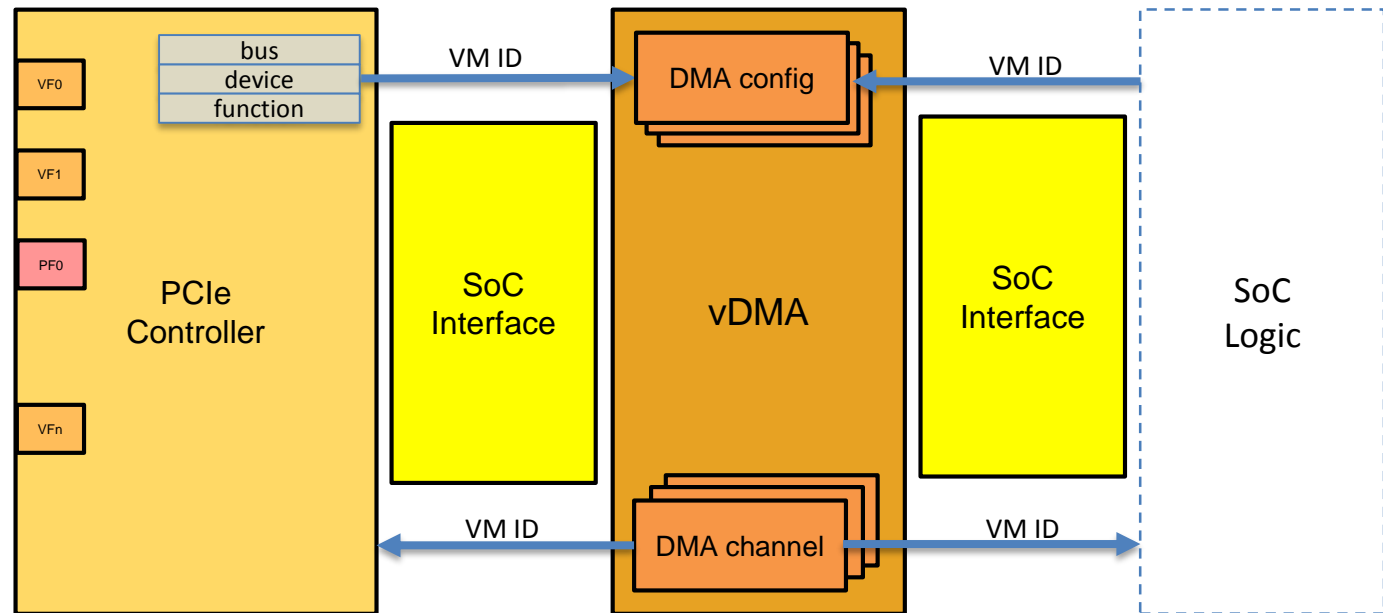 bus
device
function
VM ID
DMA config
VM ID
VF0
VF1
PF0
VFn
PCIe
Controller
SoC
Interface
vDMA
SoC
Interface
SoC
Logic
VM ID
DMA channel
VM ID